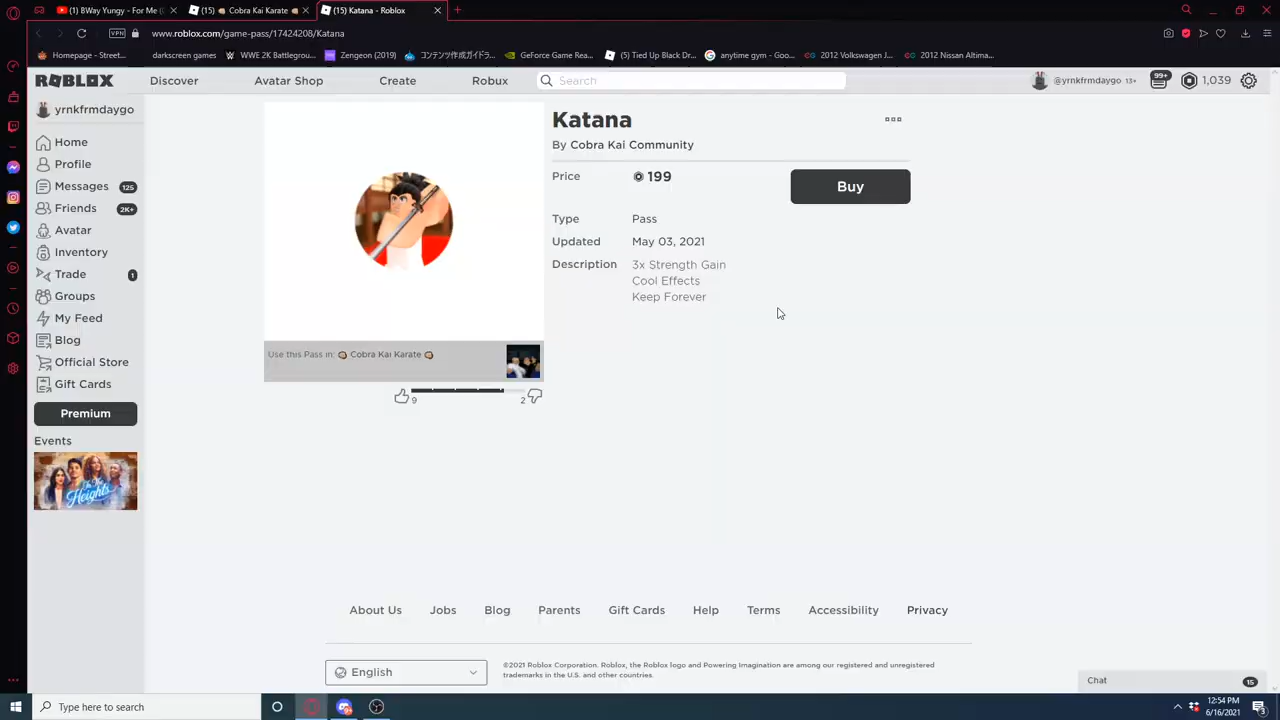 (1) BWay Yungy - For Me (
(15) 🥊 Cobra Kai Karate 🥊
(15) Katana - Roblox
VPN
www.roblox.com/game-pass/17424208/Katana
Homepage - Street...
darkscreen games
WWE 2K Battlegroun...
Zengeon (2019)
コンテンツ作成ガイドラ...
GeForce Game Rea...
(5) Tied Up Black Dr...
anytime gym - Goo...
2012 Volkswagen J...
2012 Nissan Altima...
ROBLOX
Discover
Avatar Shop
Create
Robux
Search
@yrnkfrmdaygo 13+
99+
1,039
yrnkfrmdaygo
Home
Profile
Messages 125
Friends 2K+
Avatar
Inventory
Trade 1
Groups
My Feed
Blog
Official Store
Gift Cards
Premium
Events
In The Heights
Katana
By Cobra Kai Community
Price 199
Buy
Type Pass
Updated May 03, 2021
Description 3x Strength Gain
Cool Effects
Keep Forever
Use this Pass in: 🥊 Cobra Kai Karate 🥊
9 2
About Us Jobs Blog Parents Gift Cards Help Terms Accessibility Privacy
English
©2021 Roblox Corporation. Roblox, the Roblox logo and Powering Imagination are among our registered and unregistered
trademarks in the U.S. and other countries.
Chat 15
Type here to search
12:54 PM
6/16/2021
3